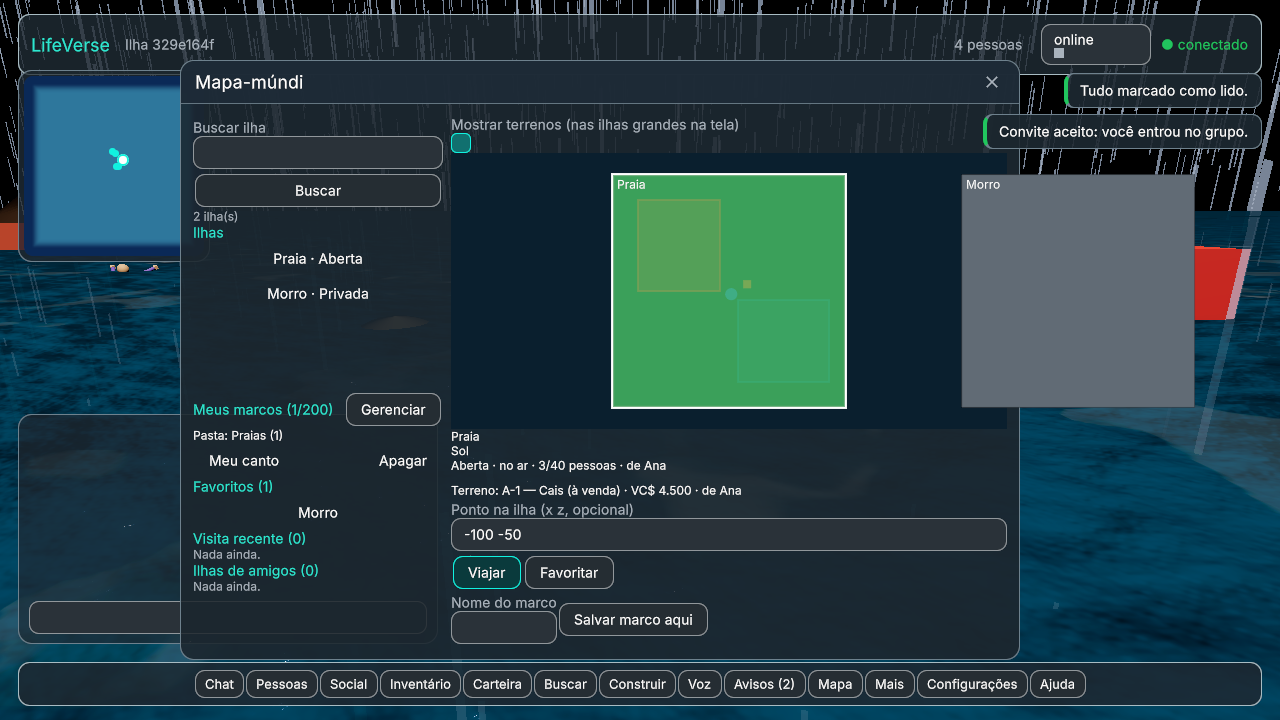 LifeVerse
Ilha 329e164f
4 pessoas
online
conectado
Tudo marcado como lido.
Convite aceito: você entrou no grupo.
Mapa-múndi
Buscar ilha
Buscar
2 ilha(s)
Ilhas
Praia · Aberta
Morro · Privada
Meus marcos (1/200)
Gerenciar
Pasta: Praias (1)
Meu canto
Apagar
Favoritos (1)
Morro
Visita recente (0)
Nada ainda.
Ilhas de amigos (0)
Nada ainda.
Mostrar terrenos (nas ilhas grandes na tela)
Praia
Morro
Praia
Sol
Aberta · no ar · 3/40 pessoas · de Ana
Terreno: A-1 — Cais (à venda) · VC$ 4.500 · de Ana
Ponto na ilha (x z, opcional)
-100 -50
Viajar
Favoritar
Nome do marco
Salvar marco aqui
Chat
Pessoas
Social
Inventário
Carteira
Buscar
Construir
Voz
Avisos (2)
Mapa
Mais
Configurações
Ajuda